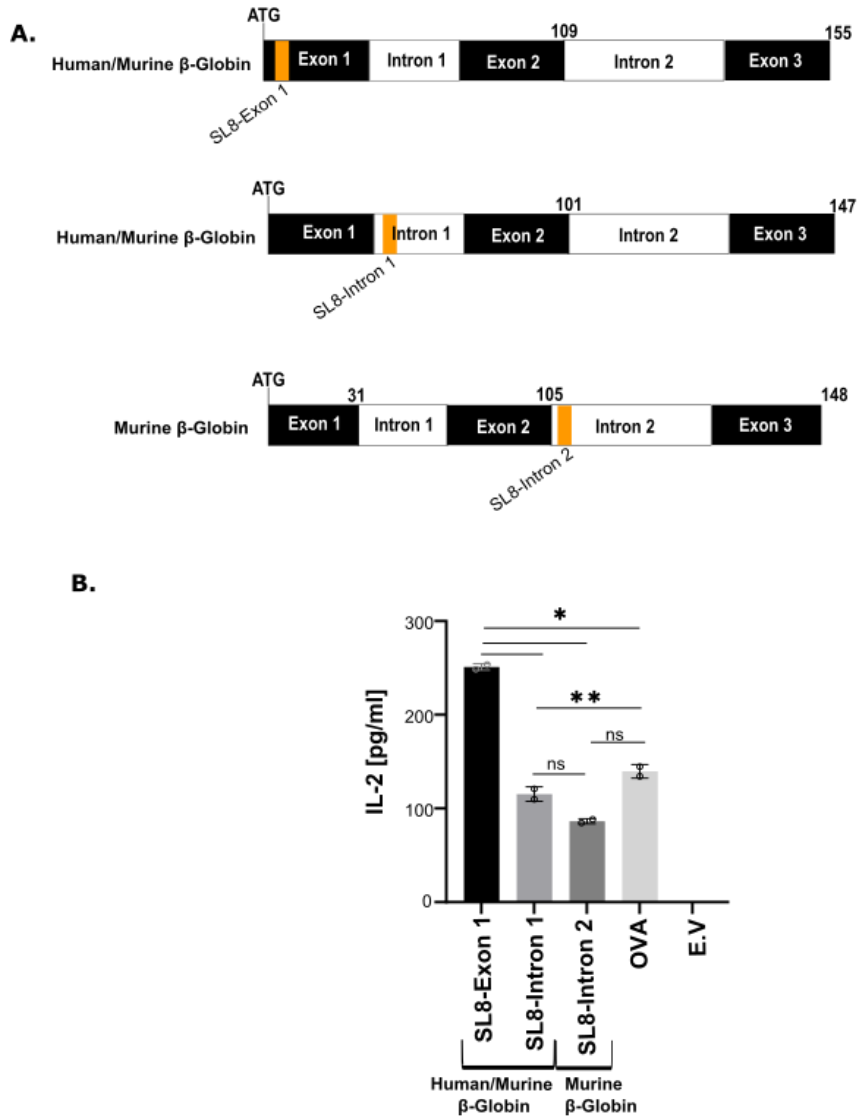 A.
ATG
109
155
Human/Murine β-Globin
Exon 1
Intron 1
Exon 2
Intron 2
Exon 3
SL8-Exon 1
ATG
101
147
Human/Murine β-Globin
Exon 1
Intron 1
Exon 2
Intron 2
Exon 3
SL8-Intron 1
ATG
31
105
148
Murine β-Globin
Exon 1
Intron 1
Exon 2
Intron 2
Exon 3
SL8-Intron 2
B.
IL-2 [pg/ml]
300
200
100
0
*
**
ns
ns
SL8-Exon 1
SL8-Intron 1
SL8-Intron 2
OVA
E.V
Human/Murine
β-Globin
Murine
β-Globin